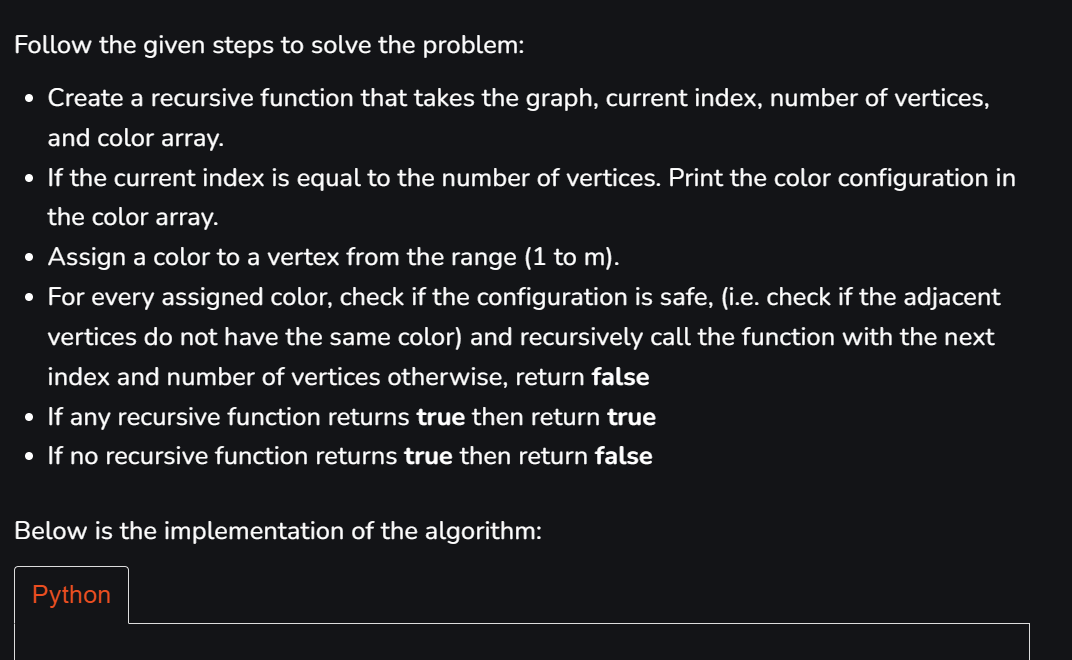 Follow the given steps to solve the problem:
• Create a recursive function that takes the graph, current index, number of vertices,
and color array.
• If the current index is equal to the number of vertices. Print the color configuration in
the color array.
• Assign a color to a vertex from the range (1 to m).
• For every assigned color, check if the configuration is safe, (i.e. check if the adjacent
vertices do not have the same color) and recursively call the function with the next
index and number of vertices otherwise, return false
• If any recursive function returns true then return true
• If no recursive function returns true then return false
Below is the implementation of the algorithm:
Python